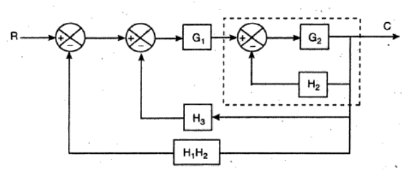 R + - + - G₁ + - G₂ C
H₂
H₃
H₁H₂